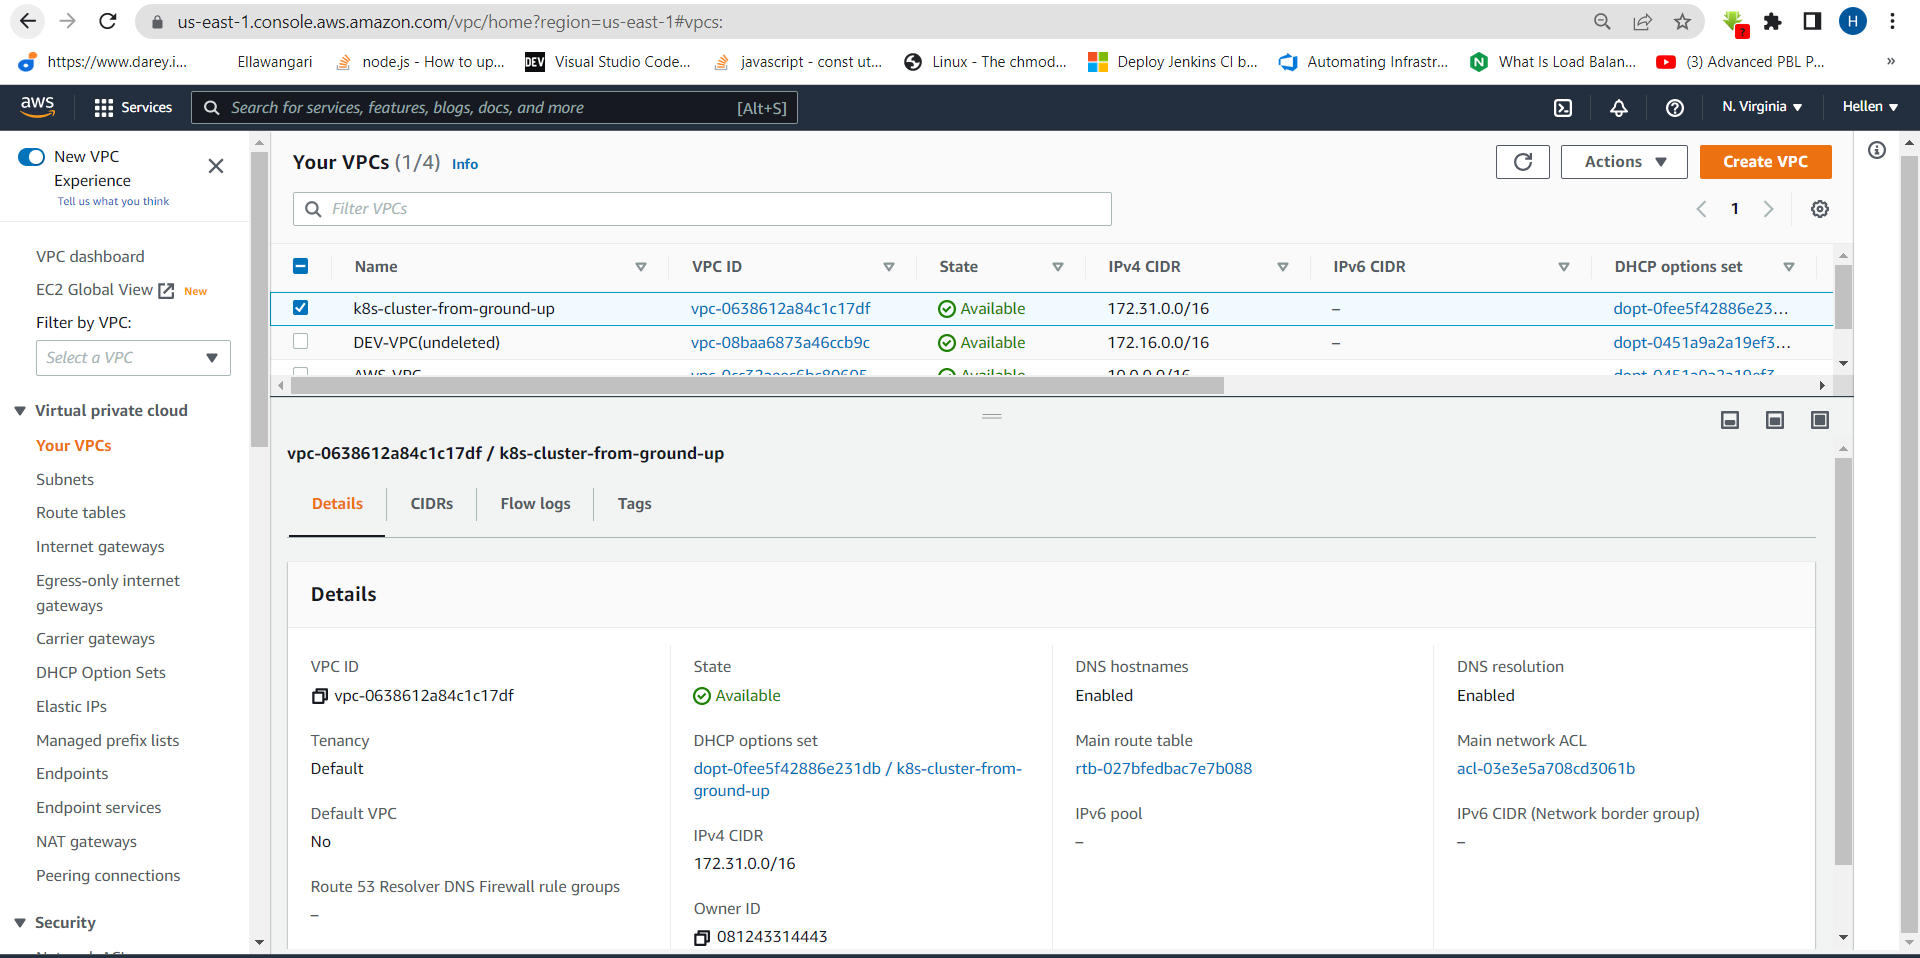 us-east-1.console.aws.amazon.com/vpc/home?region=us-east-1#vpcs:
H
?
https://www.darey.i...
Ellawangari
node.js - How to up...
DEV
Visual Studio Code...
javascript - const ut...
Linux - The chmod...
Deploy Jenkins CI b...
Automating Infrastr...
What Is Load Balan...
(3) Advanced PBL P...
»
aws
Services
Search for services, features, blogs, docs, and more
[Alt+S]
N. Virginia
Hellen
New VPC
Experience
Tell us what you think
VPC dashboard
EC2 Global View
New
Filter by VPC:
Select a VPC
Virtual private cloud
Your VPCs
Subnets
Route tables
Internet gateways
Egress-only internet
gateways
Carrier gateways
DHCP Option Sets
Elastic IPs
Managed prefix lists
Endpoints
Endpoint services
NAT gateways
Peering connections
Security
Your VPCs (1/4) Info
Actions
Create VPC
Filter VPCs
1
Name VPC ID State IPv4 CIDR IPv6 CIDR DHCP options set
k8s-cluster-from-ground-up vpc-0638612a84c1c17df Available 172.31.0.0/16 – dopt-0fee5f42886e23...
DEV-VPC(undeleted) vpc-08baa6873a46ccb9c Available 172.16.0.0/16 – dopt-0451a9a2a19ef3...
AWS-VPC Available 10.0.0.0/16
vpc-0638612a84c1c17df / k8s-cluster-from-ground-up
Details
CIDRs
Flow logs
Tags
Details
VPC ID
vpc-0638612a84c1c17df
Tenancy
Default
Default VPC
No
Route 53 Resolver DNS Firewall rule groups
–
State
Available
DHCP options set
dopt-0fee5f42886e231db / k8s-cluster-from-
ground-up
IPv4 CIDR
172.31.0.0/16
Owner ID
081243314443
DNS hostnames
Enabled
Main route table
rtb-027bfedbac7e7b088
IPv6 pool
–
DNS resolution
Enabled
Main network ACL
acl-03e3e5a708cd3061b
IPv6 CIDR (Network border group)
–